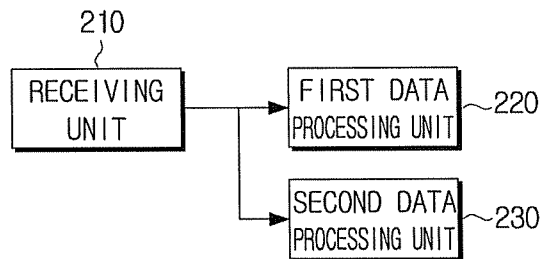 210
RECEIVING
UNIT
FIRST DATA
PROCESSING UNIT
220
SECOND DATA
PROCESSING UNIT
230